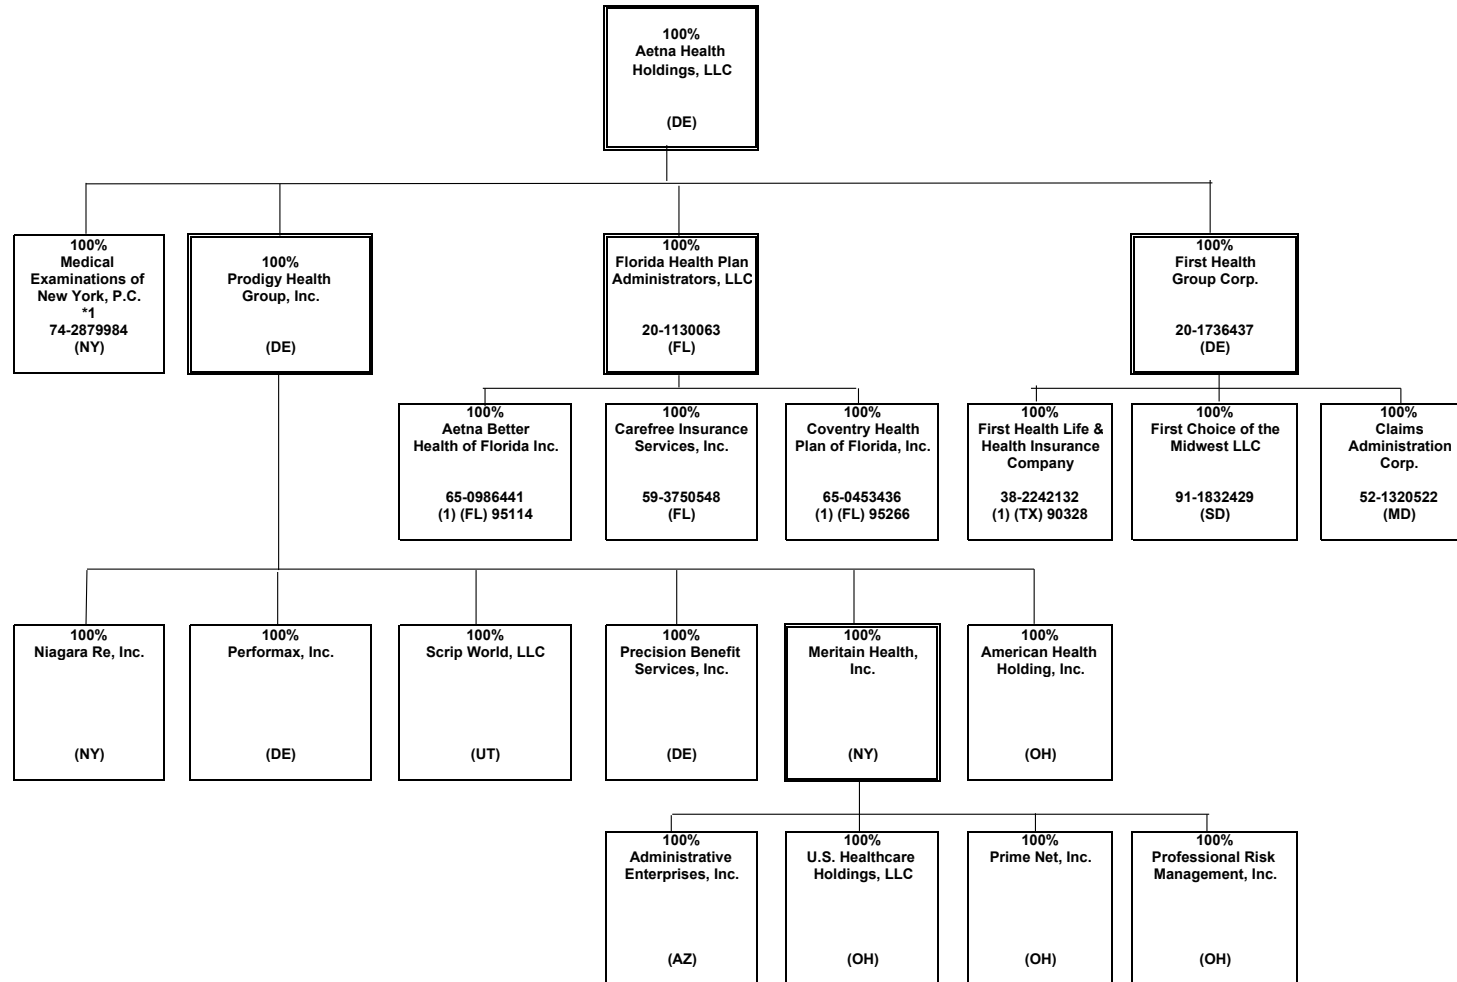 100%
Aetna Health
Holdings, LLC
(DE)
100%
Medical
Examinations of
New York, P.C.
*1
74-2879984
(NY)
100%
Prodigy Health
Group, Inc.
(DE)
100%
Florida Health Plan
Administrators, LLC
20-1130063
(FL)
100%
First Health
Group Corp.
20-1736437
(DE)
100%
Aetna Better
Health of Florida Inc.
65-0986441
(1) (FL) 95114
100%
Carefree Insurance
Services, Inc.
59-3750548
(FL)
100%
Coventry Health
Plan of Florida, Inc.
65-0453436
(1) (FL) 95266
100%
First Health Life &
Health Insurance
Company
38-2242132
(1) (TX) 90328
100%
First Choice of the
Midwest LLC
91-1832429
(SD)
100%
Claims
Administration
Corp.
52-1320522
(MD)
100%
Niagara Re, Inc.
(NY)
100%
Performax, Inc.
(DE)
100%
Scrip World, LLC
(UT)
100%
Precision Benefit
Services, Inc.
(DE)
100%
Meritain Health,
Inc.
(NY)
100%
American Health
Holding, Inc.
(OH)
100%
Administrative
Enterprises, Inc.
(AZ)
100%
U.S. Healthcare
Holdings, LLC
(OH)
100%
Prime Net, Inc.
(OH)
100%
Professional Risk
Management, Inc.
(OH)